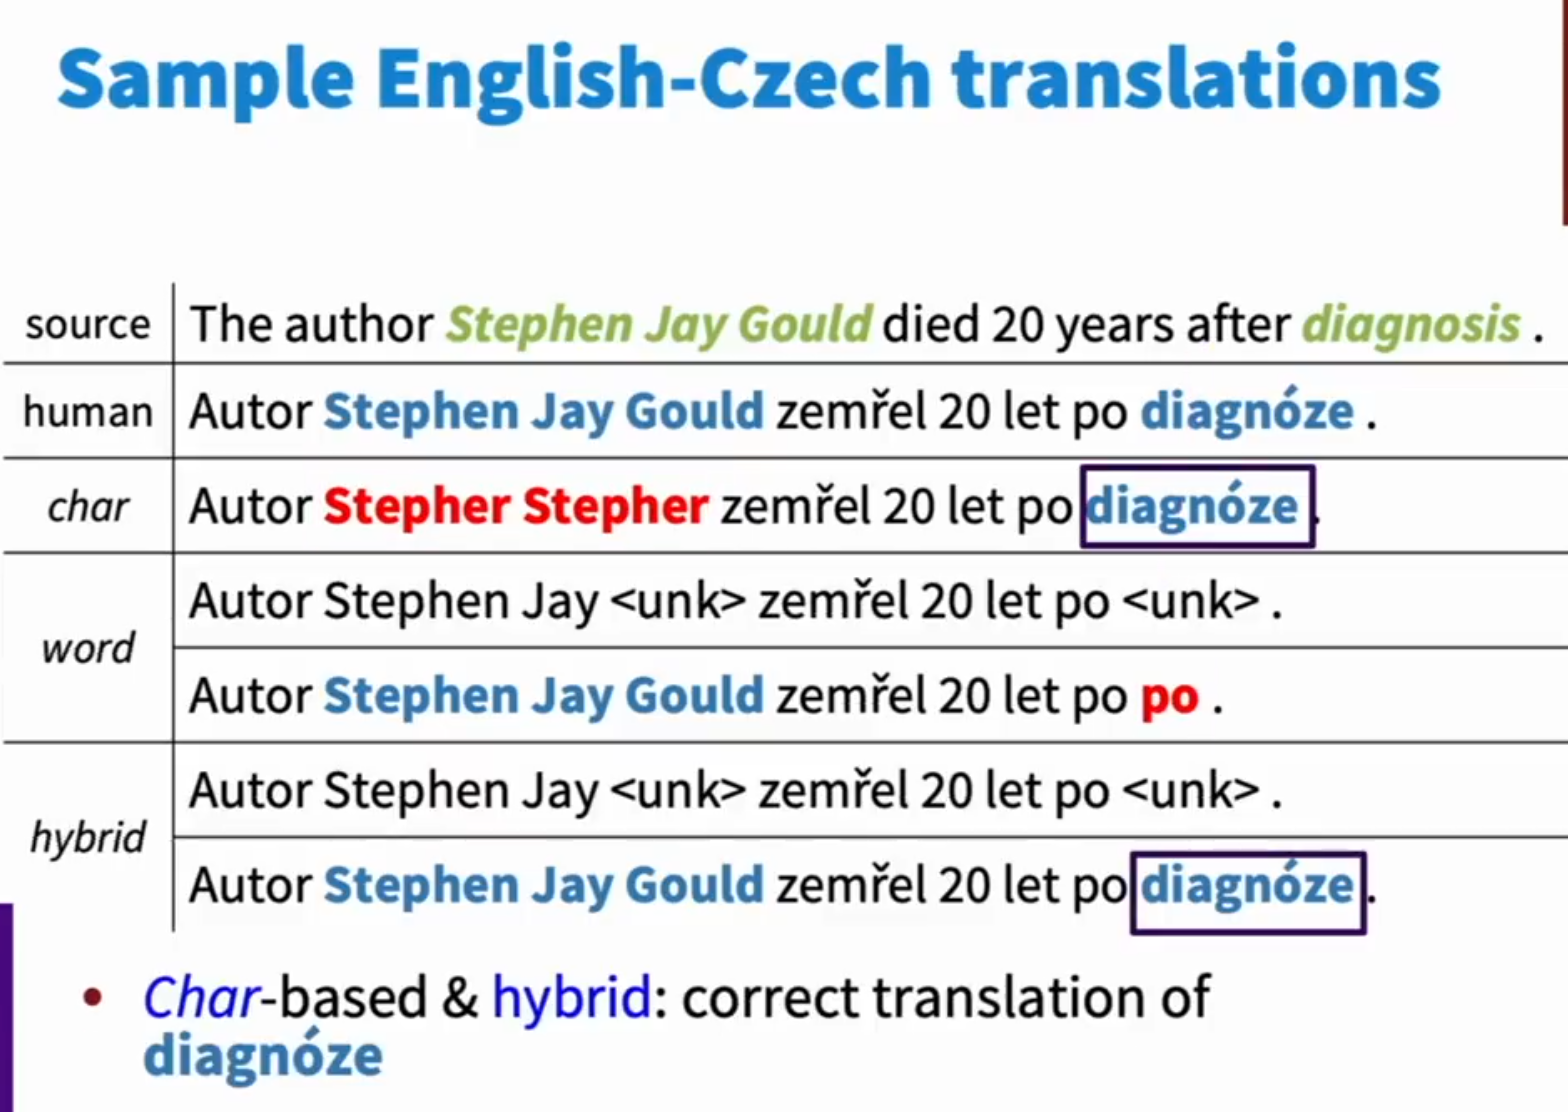 Sample English-Czech translations
source The author Stephen Jay Gould died 20 years after diagnosis .
human Autor Stephen Jay Gould zemřel 20 let po diagnóze .
char Autor Stepher Stepher zemřel 20 let po diagnóze .
Autor Stephen Jay <unk> zemřel 20 let po <unk> .
word
Autor Stephen Jay Gould zemřel 20 let po po .
Autor Stephen Jay <unk> zemřel 20 let po <unk> .
hybrid
Autor Stephen Jay Gould zemřel 20 let po diagnóze .
• Char-based & hybrid: correct translation of
diagnóze